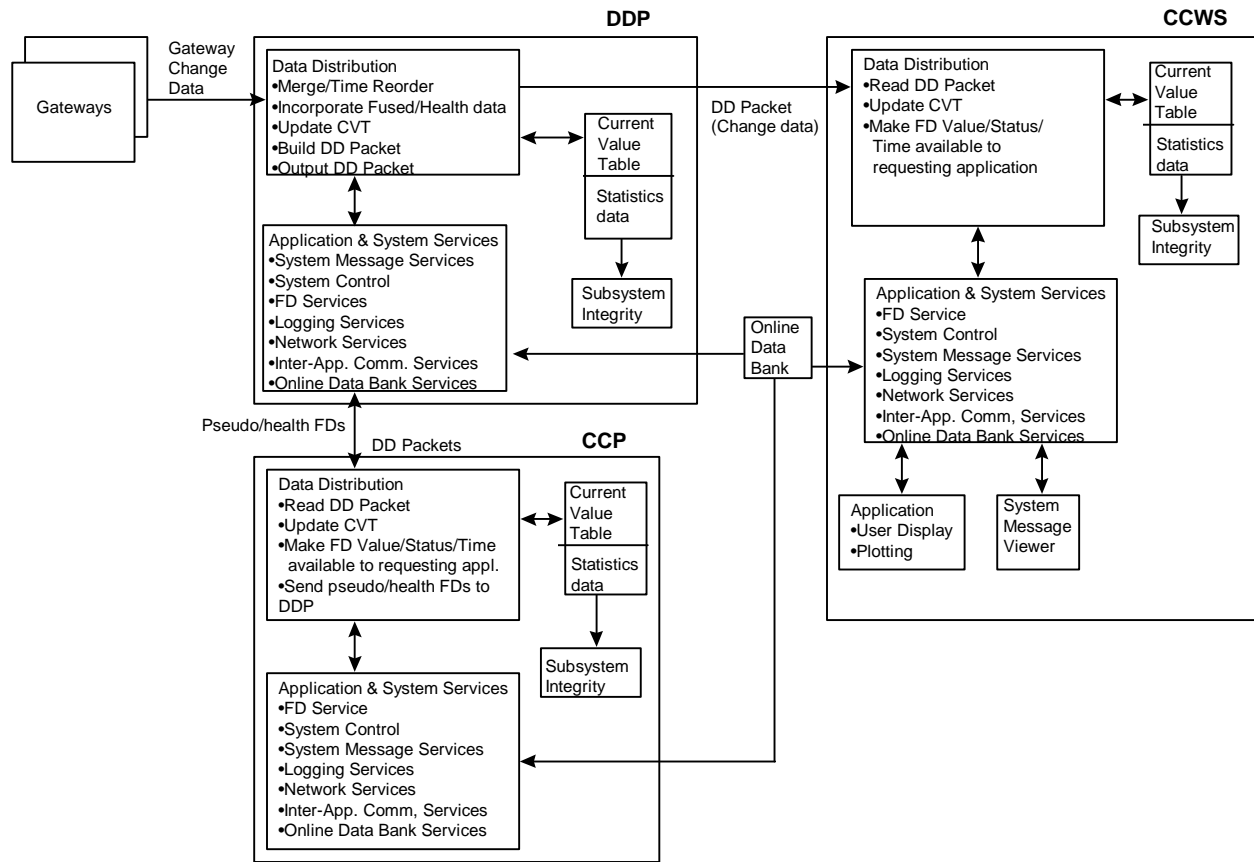 DDP
CCWS
Gateways
Gateway
Change
Data
Data Distribution
•Merge/Time Reorder
•Incorporate Fused/Health data
•Update CVT
•Build DD Packet
•Output DD Packet
Current
Value
Table
Statistics
data
Subsystem
Integrity
Application & System Services
•System Message Services
•System Control
•FD Services
•Logging Services
•Network Services
•Inter-App. Comm. Services
•Online Data Bank Services
DD Packet
(Change data)
Data Distribution
•Read DD Packet
•Update CVT
•Make FD Value/Status/
Time available to
requesting application
Current
Value
Table
Statistics
data
Subsystem
Integrity
Application & System Services
•FD Service
•System Control
•System Message Services
•Logging Services
•Network Services
•Inter-App. Comm, Services
•Online Data Bank Services
Application
•User Display
•Plotting
System
Message
Viewer
Online
Data
Bank
Pseudo/health FDs
DD Packets
CCP
Data Distribution
•Read DD Packet
•Update CVT
•Make FD Value/Status/Time
available to requesting appl.
•Send pseudo/health FDs to
DDP
Current
Value
Table
Statistics
data
Subsystem
Integrity
Application & System Services
•FD Service
•System Control
•System Message Services
•Logging Services
•Network Services
•Inter-App. Comm, Services
•Online Data Bank Services